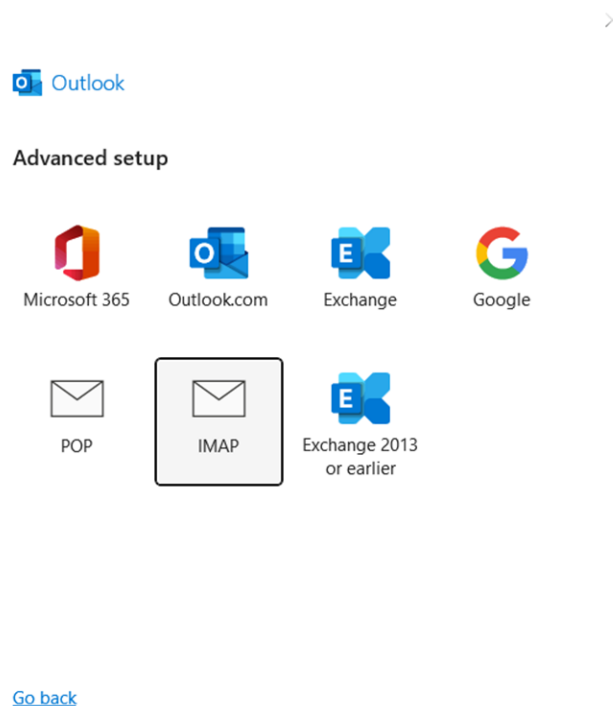 Outlook
Advanced setup
Microsoft 365
Outlook.com
Exchange
Google
POP
IMAP
Exchange 2013
or earlier
Go back